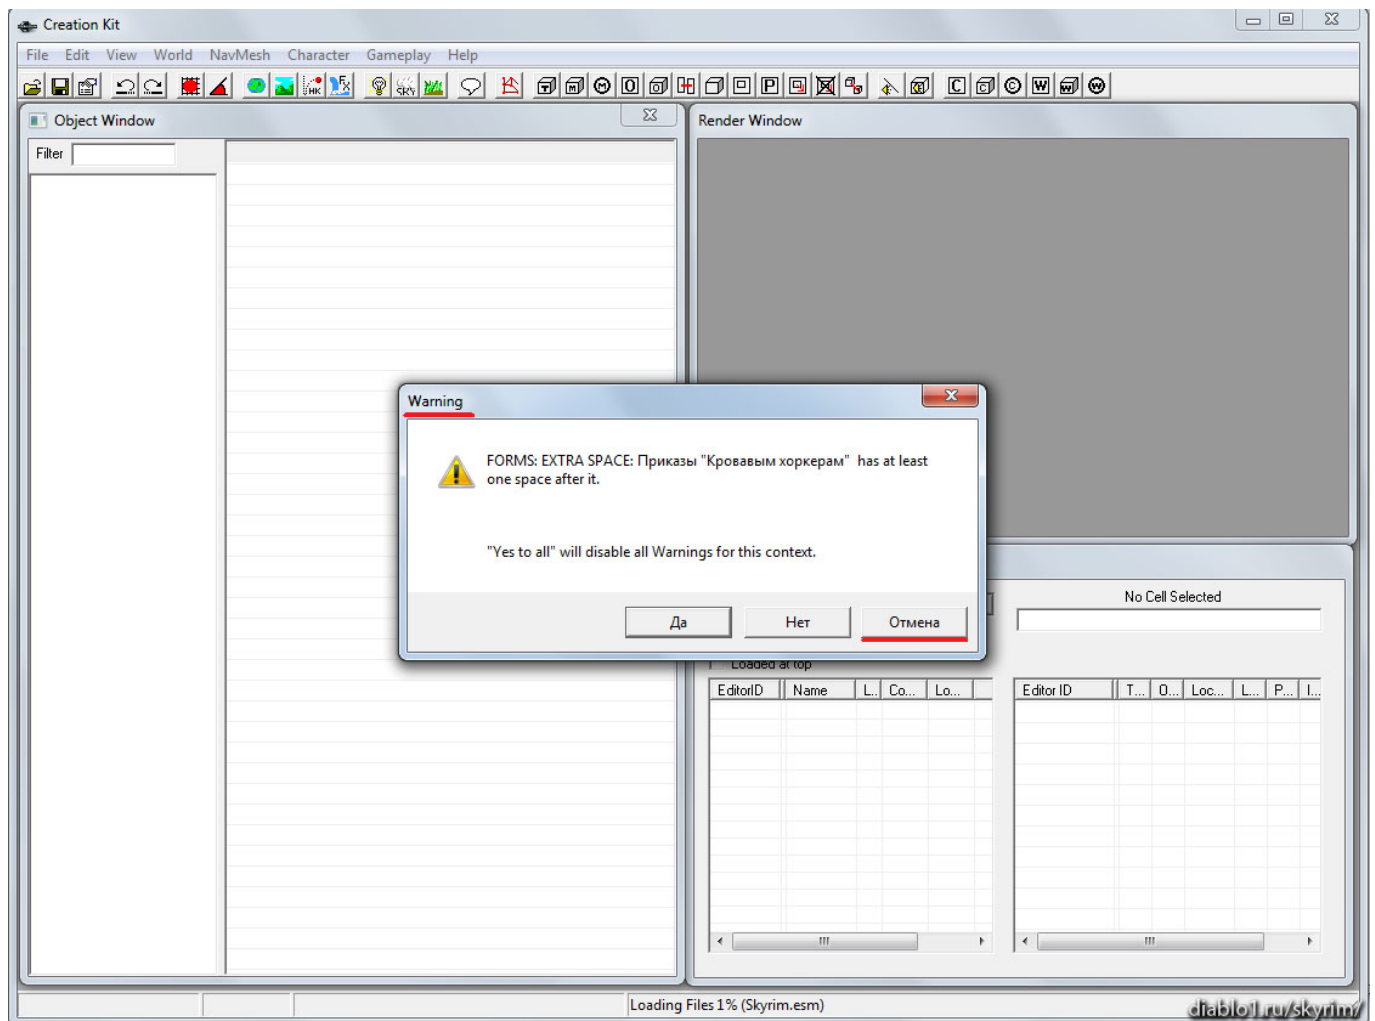 Creation Kit
File Edit View World NavMesh Character Gameplay Help
Object Window
Render Window
Filter
Warning
FORMS: EXTRA SPACE: Приказы "Кровавым хоркерам"  has at least
one space after it.
"Yes to all" will disable all Warnings for this context.
Да Нет Отмена
No Cell Selected
Loaded at top
EditorID Name L... Co... Lo...
Editor ID T... O... Loc... L... P... I...
Loading Files 1% (Skyrim.esm)
diablo1.ru/skyrim/